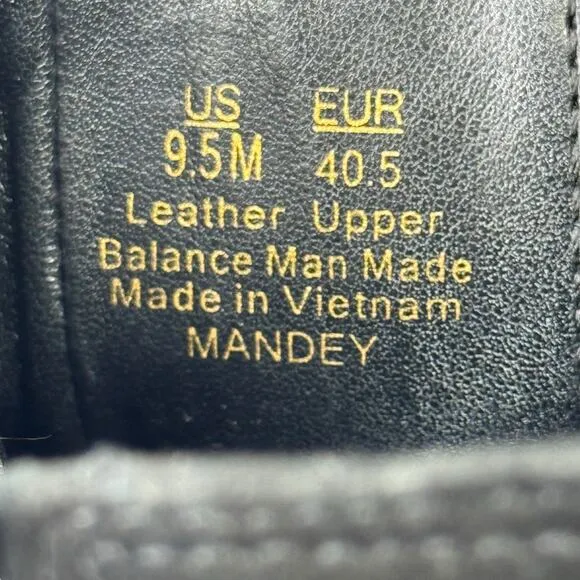 US EUR
9.5M 40.5
Leather Upper
Balance Man Made
Made in Vietnam
MANDEY